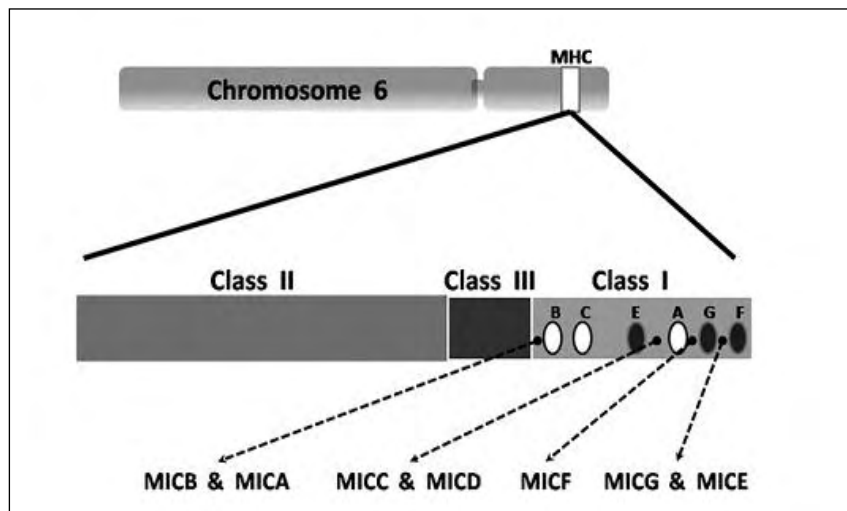 MHC
Chromosome 6
Class II Class III Class I
B C E A G F
MICB & MICA MICC & MICD MICF MICG & MICE